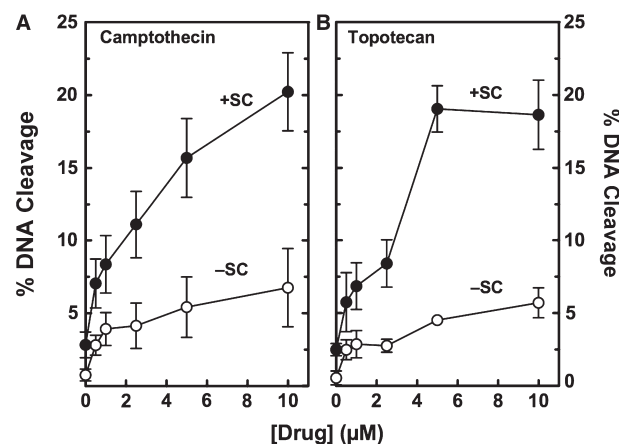 A
Camptothecin
+SC
–SC
% DNA Cleavage
25
20
15
10
5
0
2
4
6
8
10
B
Topotecan
+SC
–SC
% DNA Cleavage
25
20
15
10
5
0
0
2
4
6
8
10
[Drug] (µM)